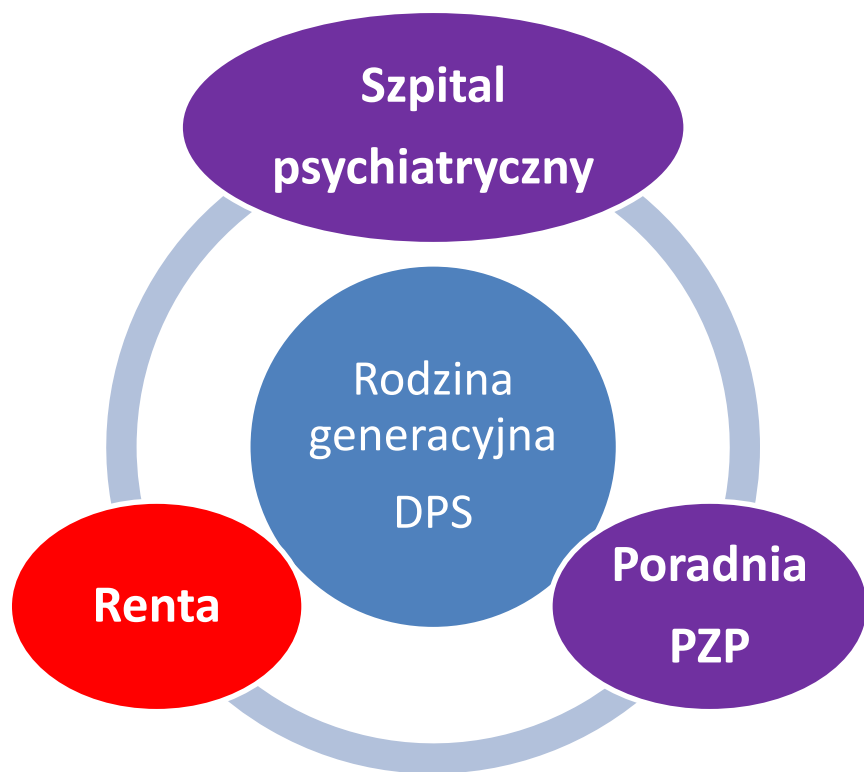 Szpital
psychiatryczny
Rodzina
generacyjna
DPS
Renta
Poradnia
PZP